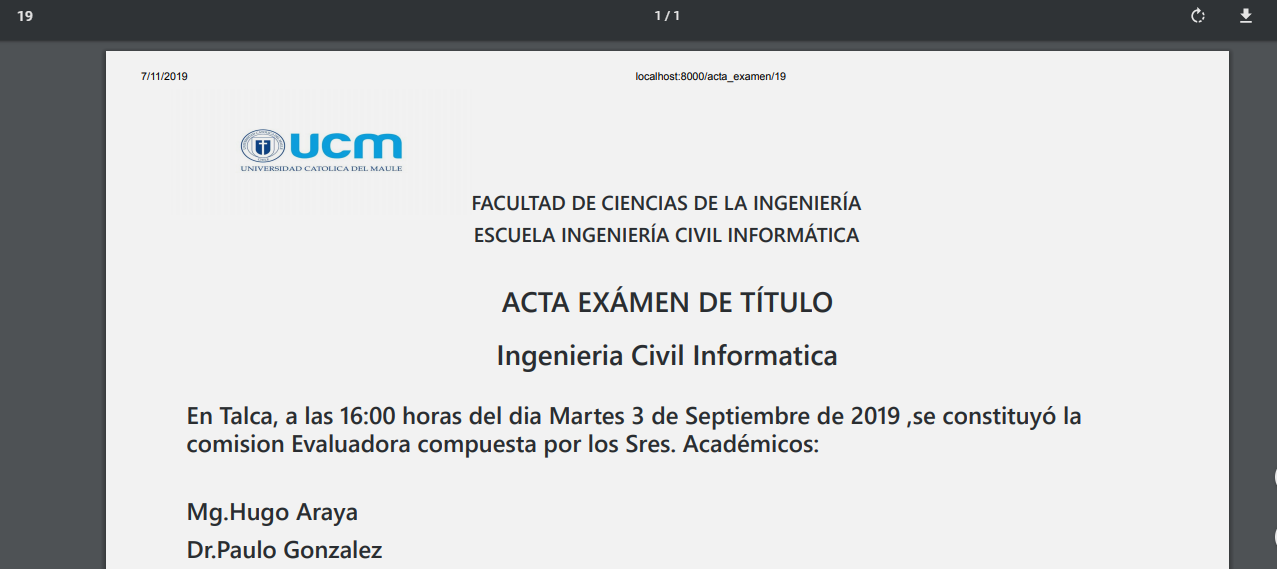 19
1 / 1
7/11/2019
localhost:8000/acta_examen/19
ucm
UNIVERSIDAD CATOLICA DEL MAULE
FACULTAD DE CIENCIAS DE LA INGENIERÍA
ESCUELA INGENIERÍA CIVIL INFORMÁTICA
ACTA EXÁMEN DE TÍTULO
Ingenieria Civil Informatica
En Talca, a las 16:00 horas del dia Martes 3 de Septiembre de 2019 ,se constituyó la
comision Evaluadora compuesta por los Sres. Académicos:
Mg.Hugo Araya
Dr.Paulo Gonzalez